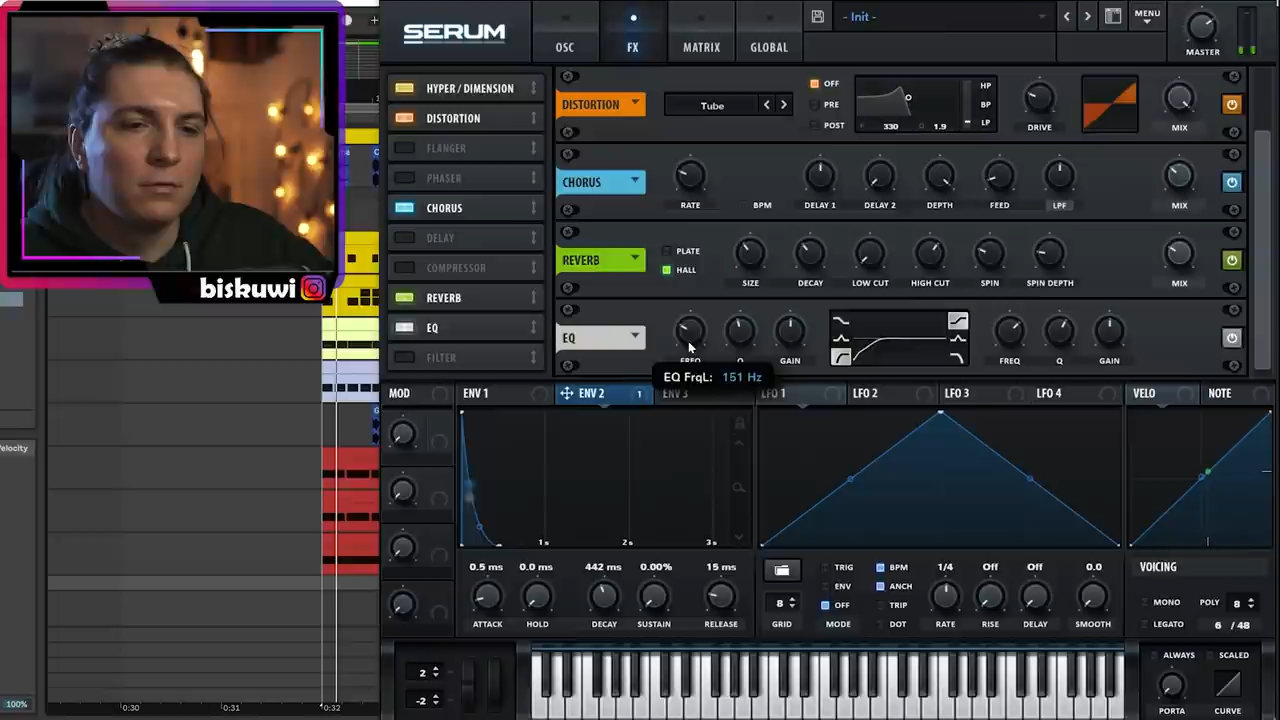 SERUM
OSC
FX
MATRIX
GLOBAL
- Init -
MENU
MASTER
HYPER / DIMENSION
DISTORTION
FLANGER
PHASER
CHORUS
DELAY
COMPRESSOR
REVERB
EQ
FILTER
DISTORTION
Tube
OFF
PRE
POST
330
1.9
HP
BP
LP
DRIVE
MIX
CHORUS
RATE
BPM
DELAY 1
DELAY 2
DEPTH
FEED
LPF
MIX
REVERB
PLATE
HALL
SIZE
DECAY
LOW CUT
HIGH CUT
SPIN
SPIN DEPTH
MIX
EQ
FREQ
Q
GAIN
FREQ
Q
GAIN
EQ FrqL: 151 Hz
biskuwi
MOD
ENV 1
ENV 2
1
ENV 3
LFO 1
LFO 2
LFO 3
LFO 4
VELO
NOTE
1s
2s
3s
0.5 ms
0.0 ms
442 ms
0.00%
15 ms
ATTACK
HOLD
DECAY
SUSTAIN
RELEASE
8
GRID
TRIG
ENV
OFF
MODE
BPM
ANCH
TRIP
DOT
1/4
Off
Off
0.0
RATE
RISE
DELAY
SMOOTH
VOICING
MONO
POLY
8
LEGATO
6 / 48
2
-2
ALWAYS
SCALED
PORTA
CURVE
Velocity
100%
0:30
0:31
0:32